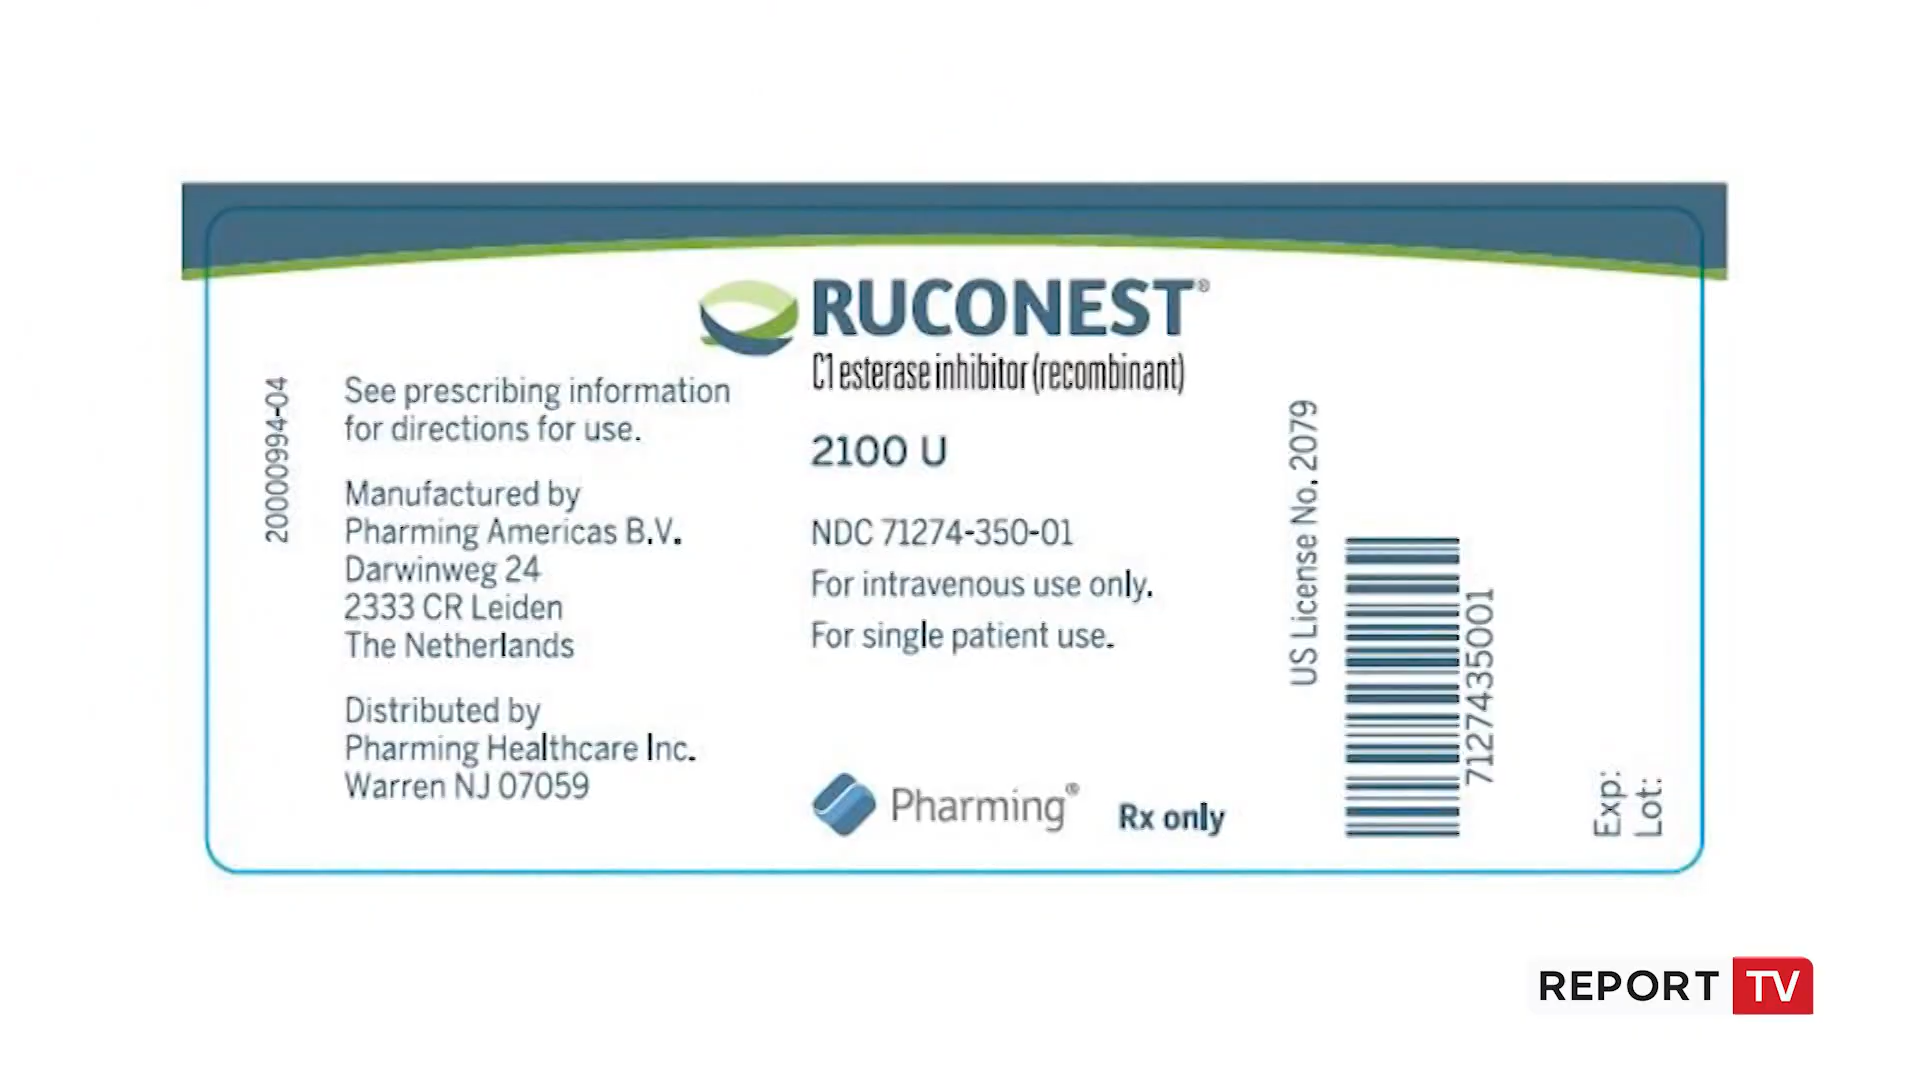 RUCONEST®
C1 esterase inhibitor (recombinant)
20000994-04
See prescribing information
for directions for use.
Manufactured by
Pharming Americas B.V.
Darwinweg 24
2333 CR Leiden
The Netherlands
Distributed by
Pharming Healthcare Inc.
Warren NJ 07059
2100 U
NDC 71274-350-01
For intravenous use only.
For single patient use.
Pharming®
Rx only
US License No. 2079
7127435001
Exp:
Lot:
REPORT TV